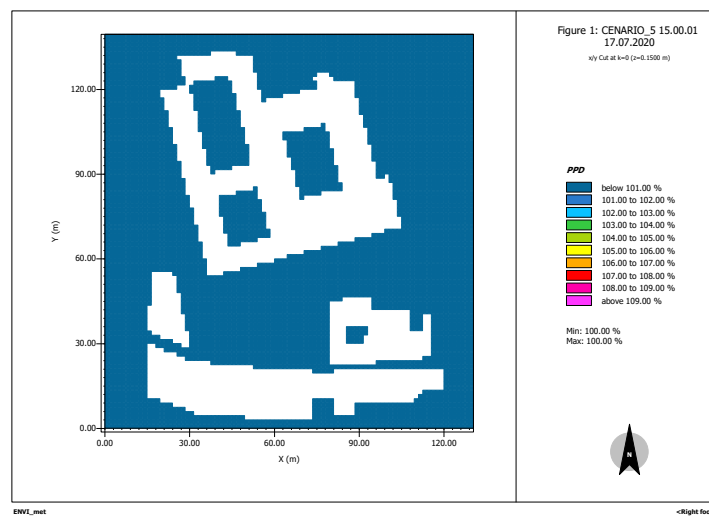 Figure 1: CENARIO_5 15.00.01
17.07.2020
x/y Cut at k=0 (z=0.1500 m)
120.00
90.00
60.00
30.00
0.00
Y (m)
0.00 30.00 60.00 90.00 120.00
X (m)
PPD
below 101.00 %
101.00 to 102.00 %
102.00 to 103.00 %
103.00 to 104.00 %
104.00 to 105.00 %
105.00 to 106.00 %
106.00 to 107.00 %
107.00 to 108.00 %
108.00 to 109.00 %
above 109.00 %
Min: 100.00 %
Max: 100.00 %
N
ENVI_met
<Right foo